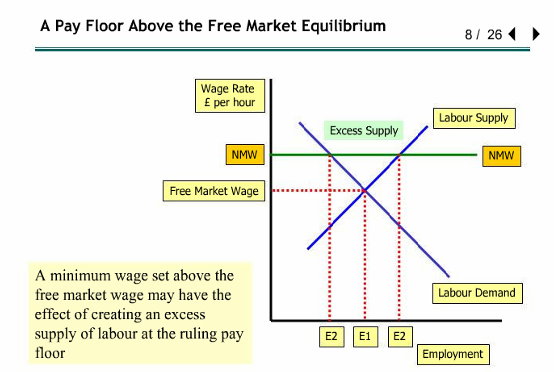 A Pay Floor Above the Free Market Equilibrium
8 / 26
Wage Rate
£ per hour
Labour Supply
Excess Supply
NMW
NMW
Free Market Wage
A minimum wage set above the
free market wage may have the
effect of creating an excess
supply of labour at the ruling pay
floor
Labour Demand
E2
E1
E2
Employment